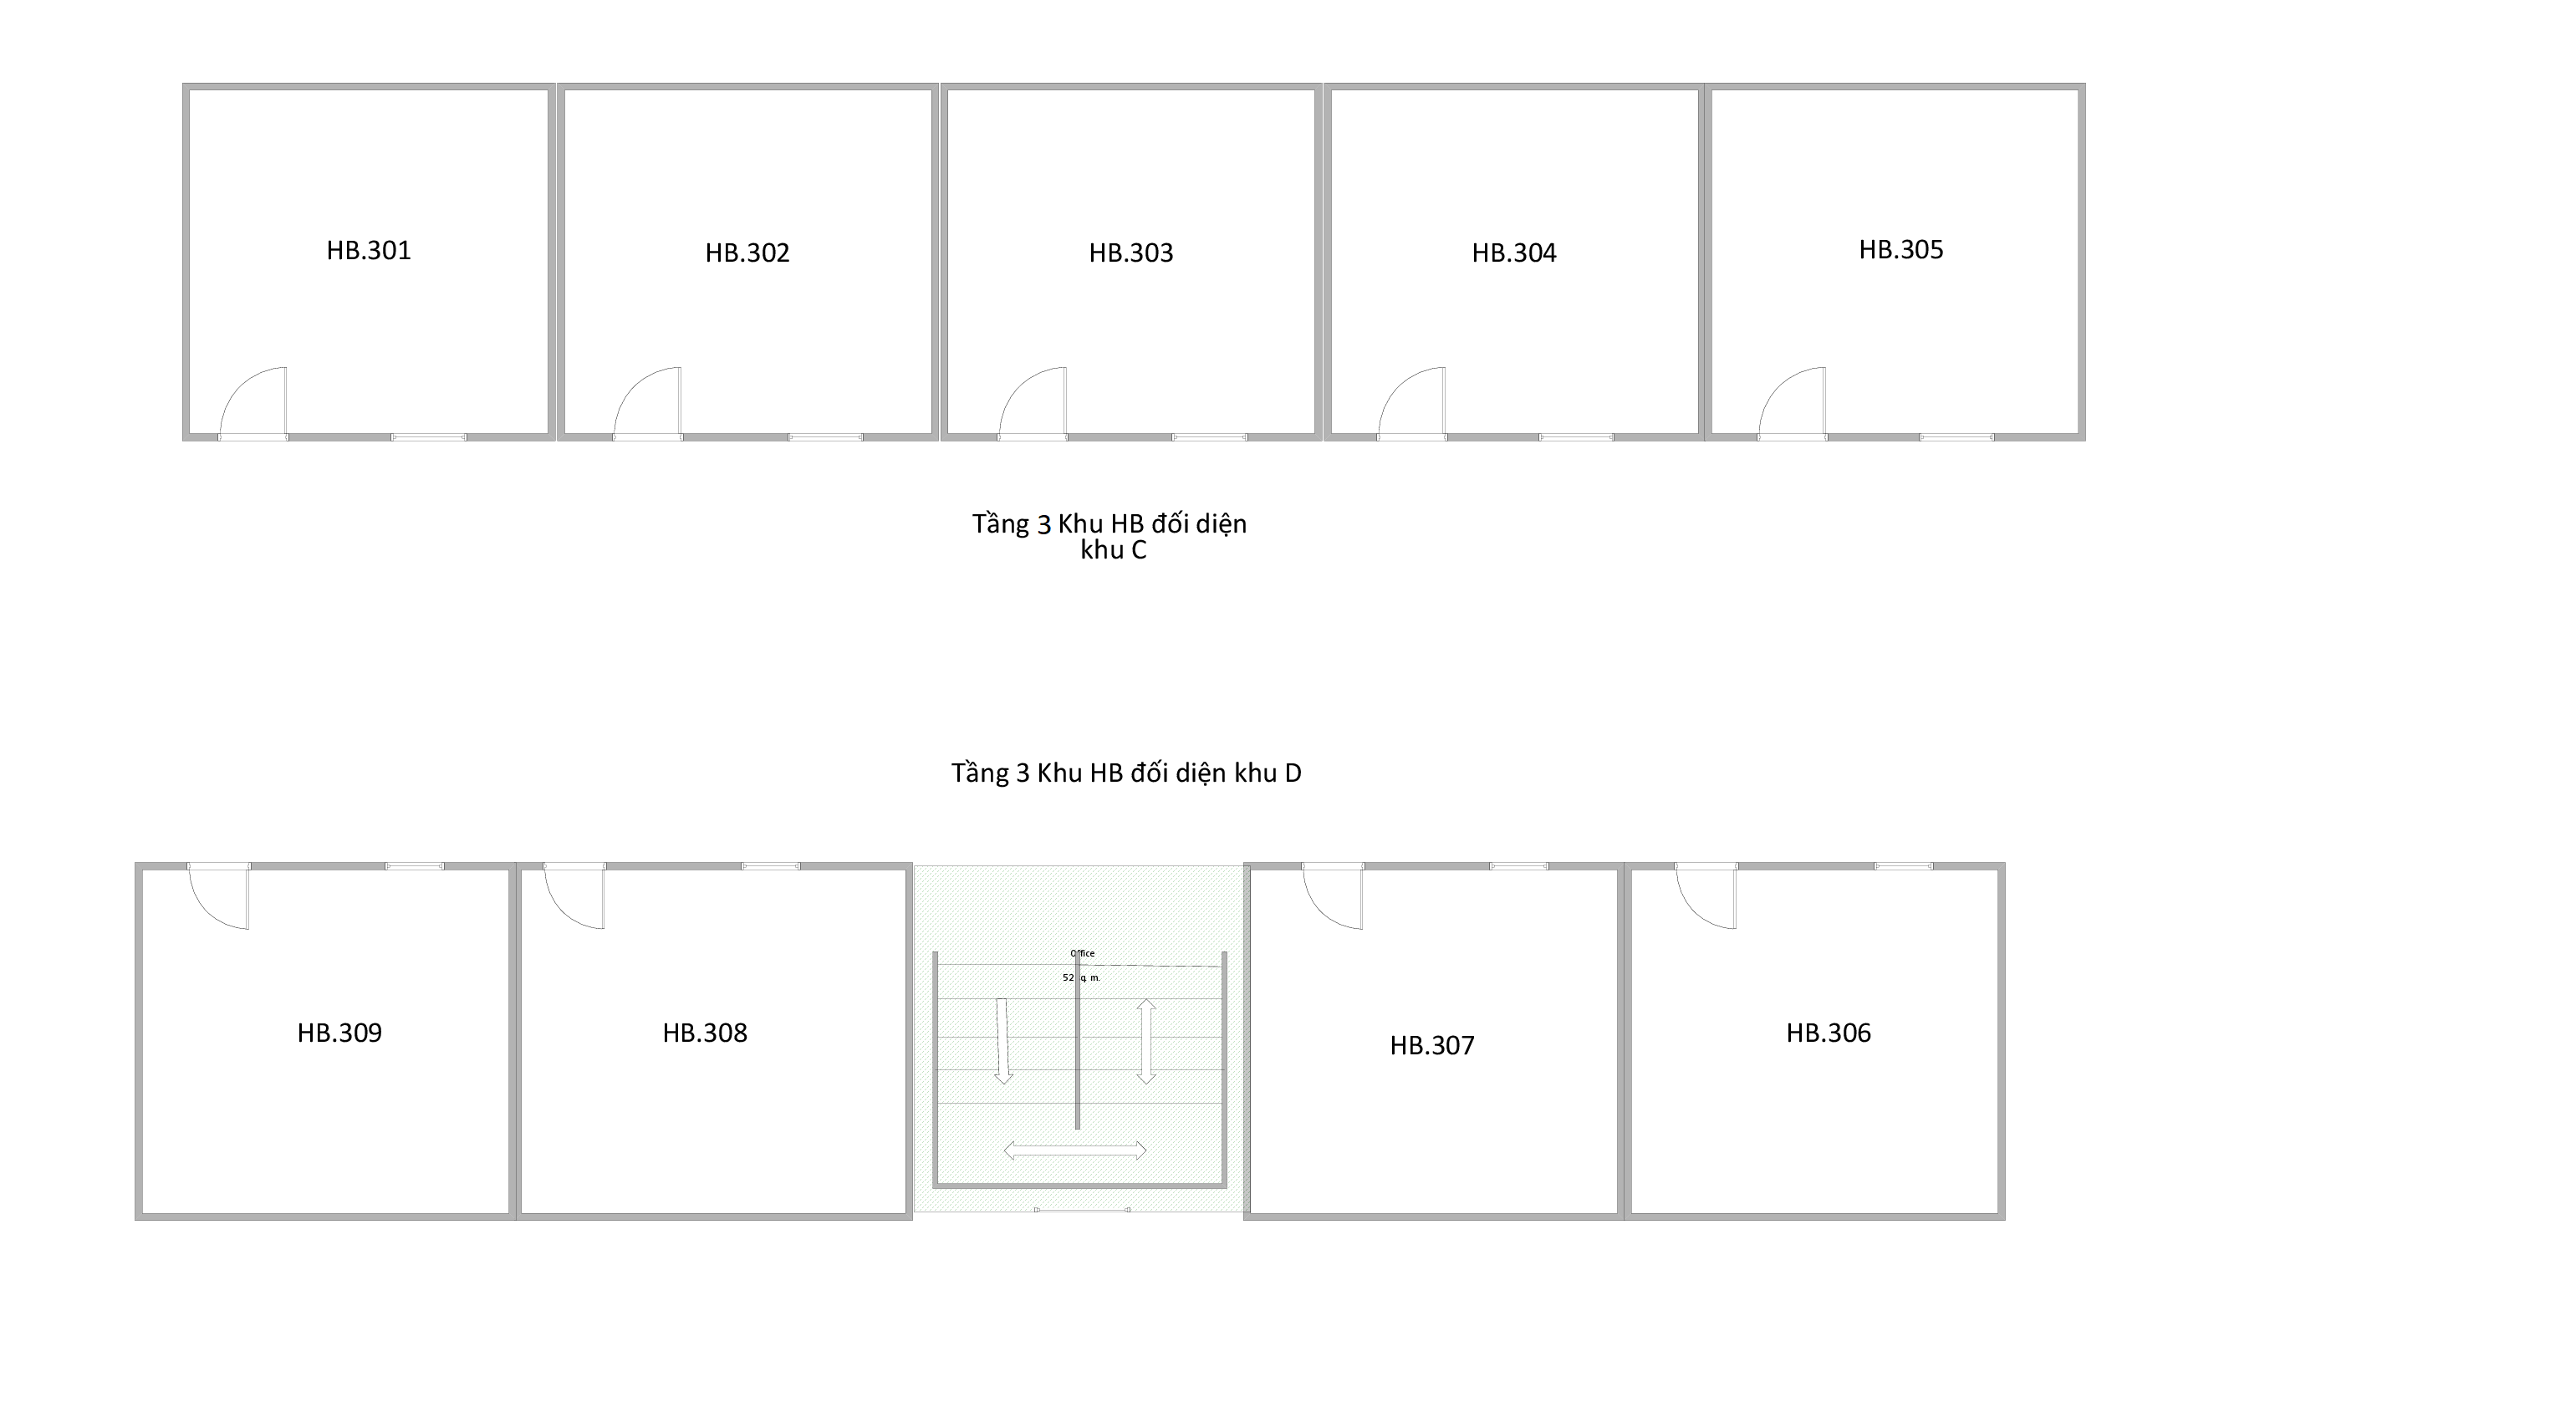 HB.301
HB.302
HB.303
HB.304
HB.305
Tầng 3 Khu HB đối diện
khu C
Tầng 3 Khu HB đối diện khu D
Office
52 sq. m.
HB.309
HB.308
HB.307
HB.306